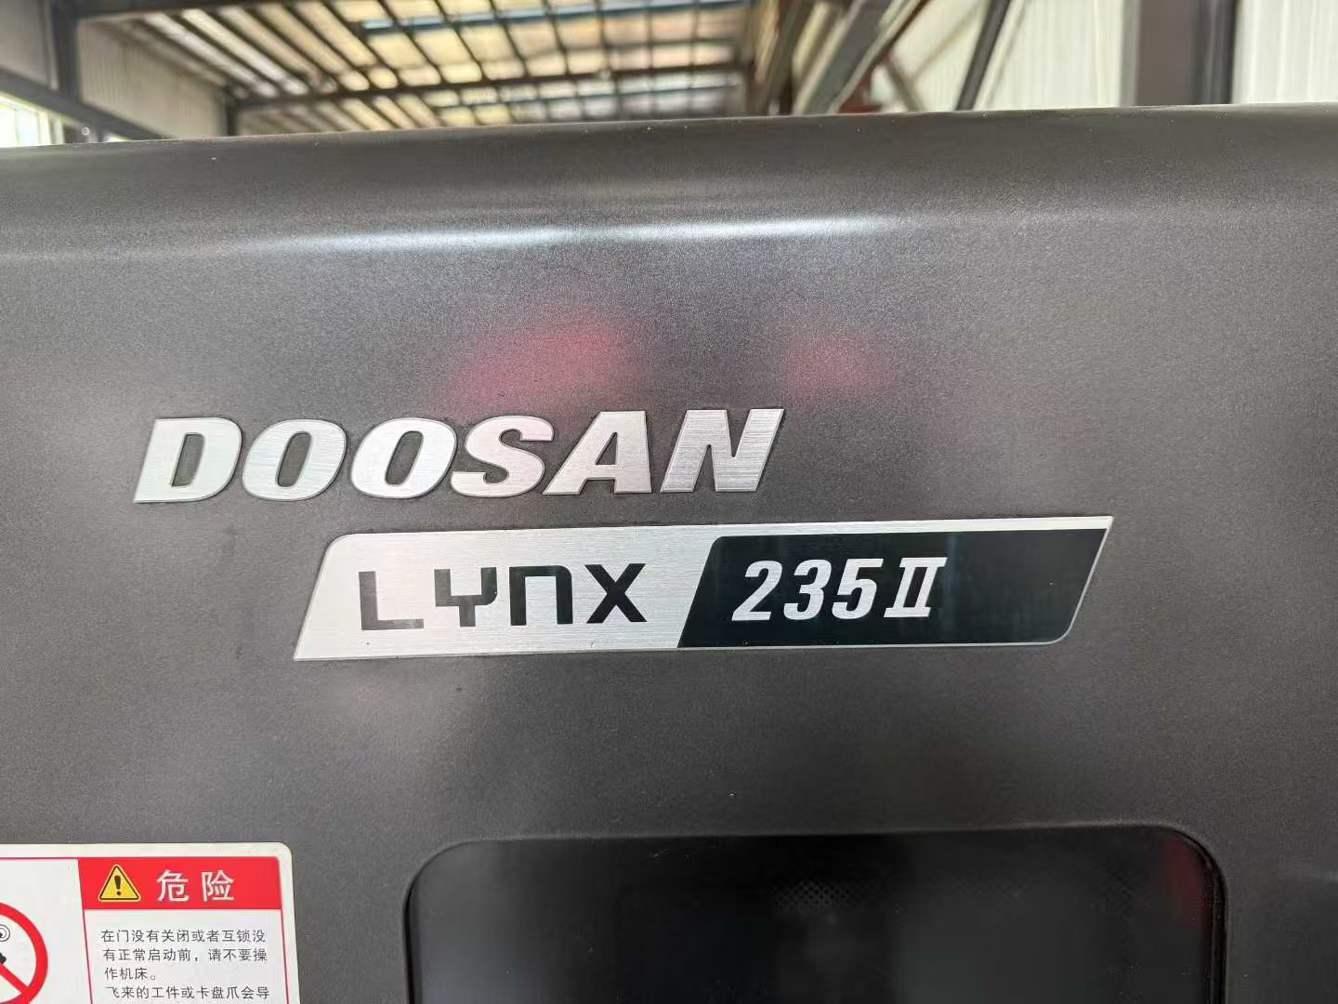 DOOSAN
LYNX 235II
危险
在门没有关闭或者互锁没
有正常启动前，请不要操
作机床。
飞来的工件或卡盘爪会导